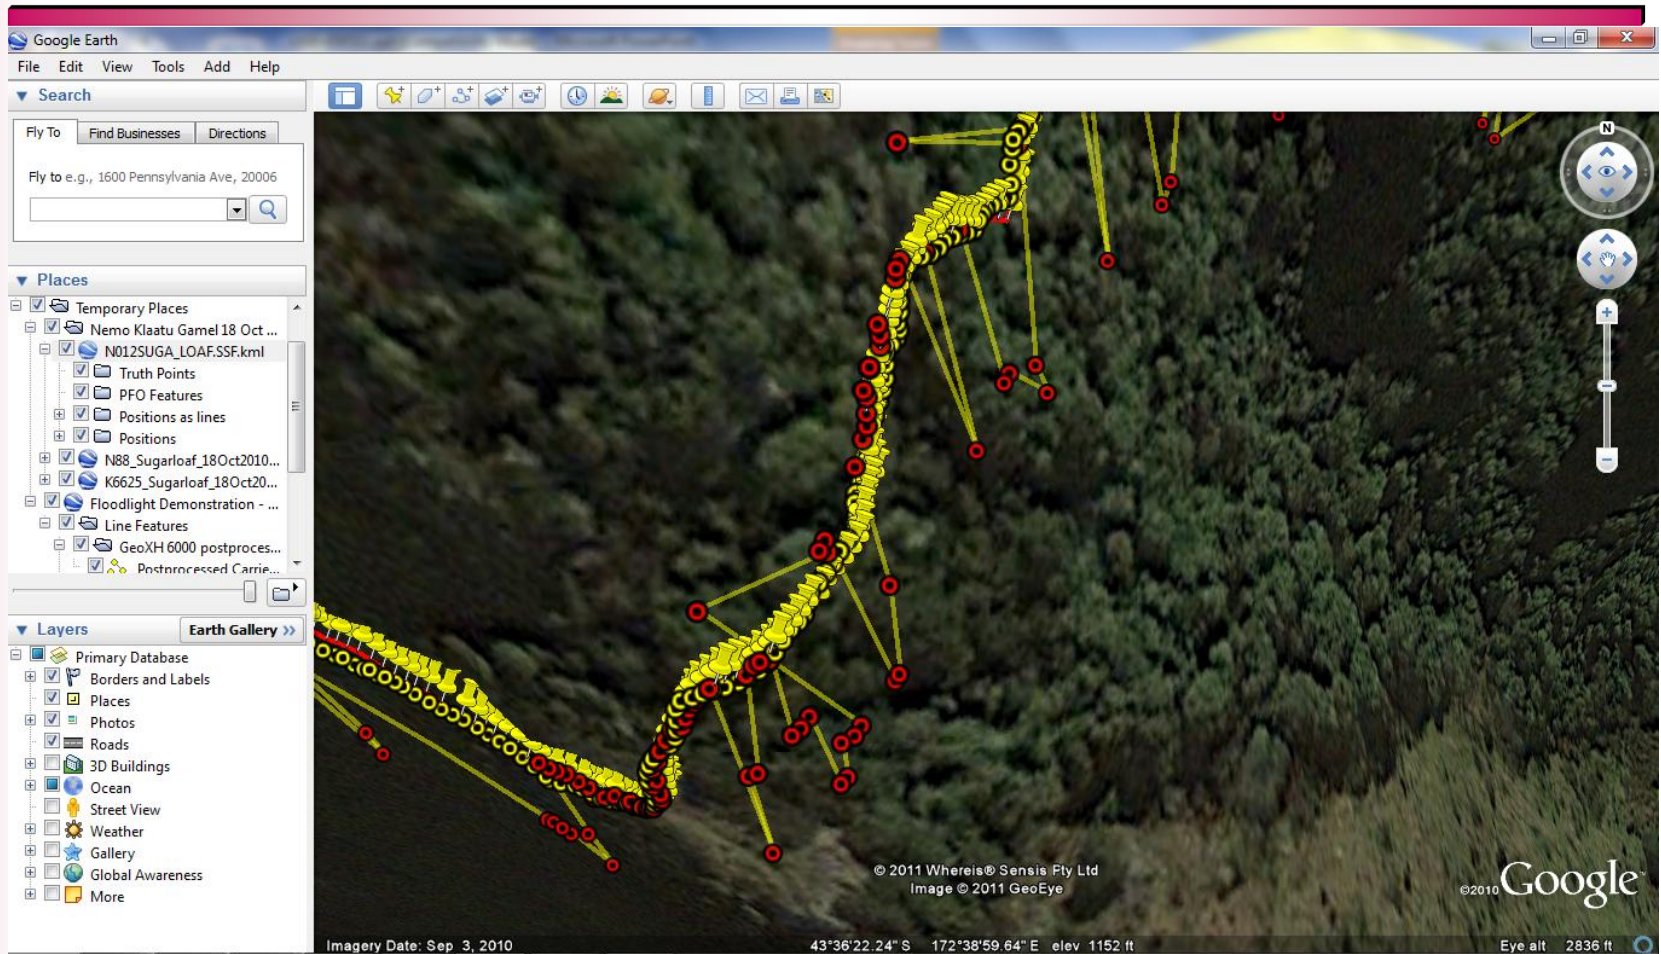 Google Earth
File Edit View Tools Add Help
Search
Fly To Find Businesses Directions
Fly to e.g., 1600 Pennsylvania Ave, 20006
Places
Temporary Places
Nemo Klaatu Gamel 18 Oct ...
N012SUGA_LOAF.SSF.kml
Truth Points
PFO Features
Positions as lines
Positions
N88_Sugarloaf_18Oct2010...
K6625_Sugarloaf_18Oct20...
Floodlight Demonstration - ...
Line Features
GeoXH 6000 postproces...
Postprocessed Carrie...
Layers
Earth Gallery >>
Primary Database
Borders and Labels
Places
Photos
Roads
3D Buildings
Ocean
Street View
Weather
Gallery
Global Awareness
More
N
© 2011 Whereis® Sensis Pty Ltd
Image © 2011 GeoEye
©2010 Google
Imagery Date: Sep 3, 2010
43°36'22.24" S 172°38'59.64" E elev 1152 ft
Eye alt 2836 ft